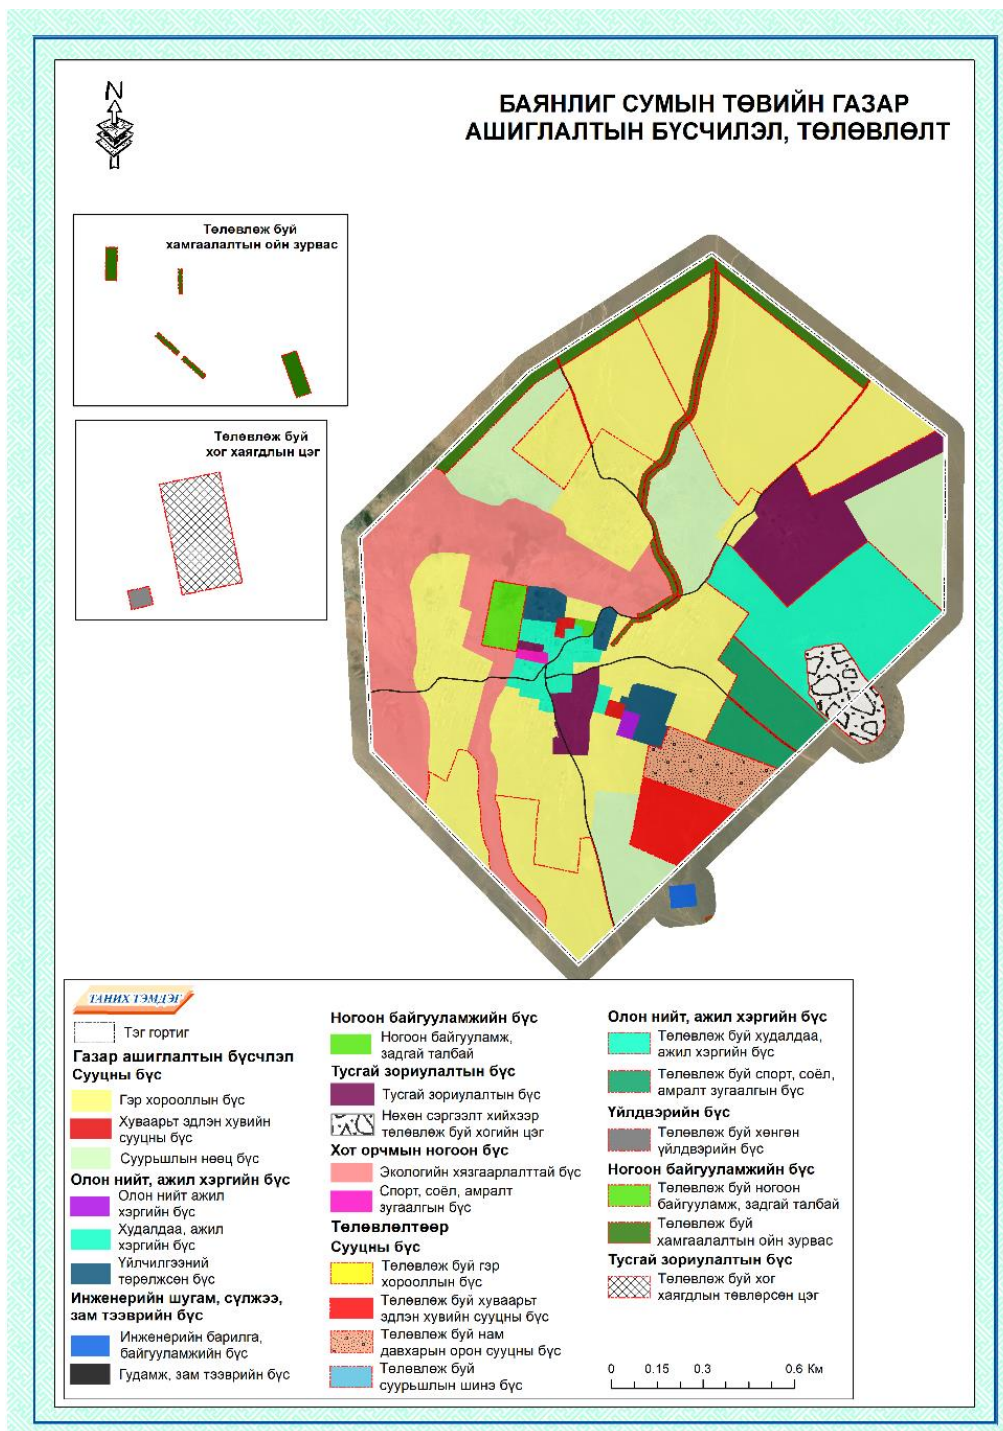 N
БАЯНЛИГ СУМЫН ТӨВИЙН ГАЗАР
АШИГЛАЛТЫН БҮСЧИЛЭЛ, ТӨЛӨВЛӨЛТ
Төлөвлөж буй
хамгаалалтын ойн зурвас
Төлөвлөж буй
хог хаягдлын цэг
ТАНИХ ТЭМДЭГ
Тэг гортиг
Газар ашиглалтын бүсчлэл
Сууцны бүс
Гэр хорооллын бүс
Хуваарьт эдлэн хувийн
сууцны бүс
Суурьшлын нөөц бүс
Олон нийт, ажил хэргийн бүс
Олон нийт ажил
хэргийн бүс
Худалдаа, ажил
хэргийн бүс
Үйлчилгээний
төрөлжсөн бүс
Инженерийн шугам, сүлжээ,
зам тээврийн бүс
Инженерийн барилга,
байгууламжийн бүс
Гудамж, зам тээврийн бүс
Ногоон байгууламжийн бүс
Ногоон байгууламж,
задгай талбай
Тусгай зориулалтын бүс
Тусгай зориулалтын бүс
Нөхөн сэргээлт хийхээр
төлөвлөж буй хогийн цэг
Хот орчмын ногоон бүс
Экологийн хязгаарлалттай бүс
Спорт, соёл, амралт
зугаалгын бүс
Төлөвлөлтөөр
Сууцны бүс
Төлөвлөж буй гэр
хорооллын бүс
Төлөвлөж буй хуваарьт
эдлэн хувийн сууцны бүс
Төлөвлөж буй нам
давхарын орон сууцны бүс
Төлөвлөж буй
суурьшлын шинэ бүс
Олон нийт, ажил хэргийн бүс
Төлөвлөж буй худалдаа,
ажил хэргийн бүс
Төлөвлөж буй спорт, соёл,
амралт зугаалгын бүс
Үйлдвэрийн бүс
Төлөвлөж буй хөнгөн
үйлдвэрийн бүс
Ногоон байгууламжийн бүс
Төлөвлөж буй ногоон
байгууламж, задгай талбай
Төлөвлөж буй
хамгаалалтын ойн зурвас
Тусгай зориулалтын бүс
Төлөвлөж буй хог
хаягдлын төвлөрсөн цэг
0 0.15 0.3 0.6 Км